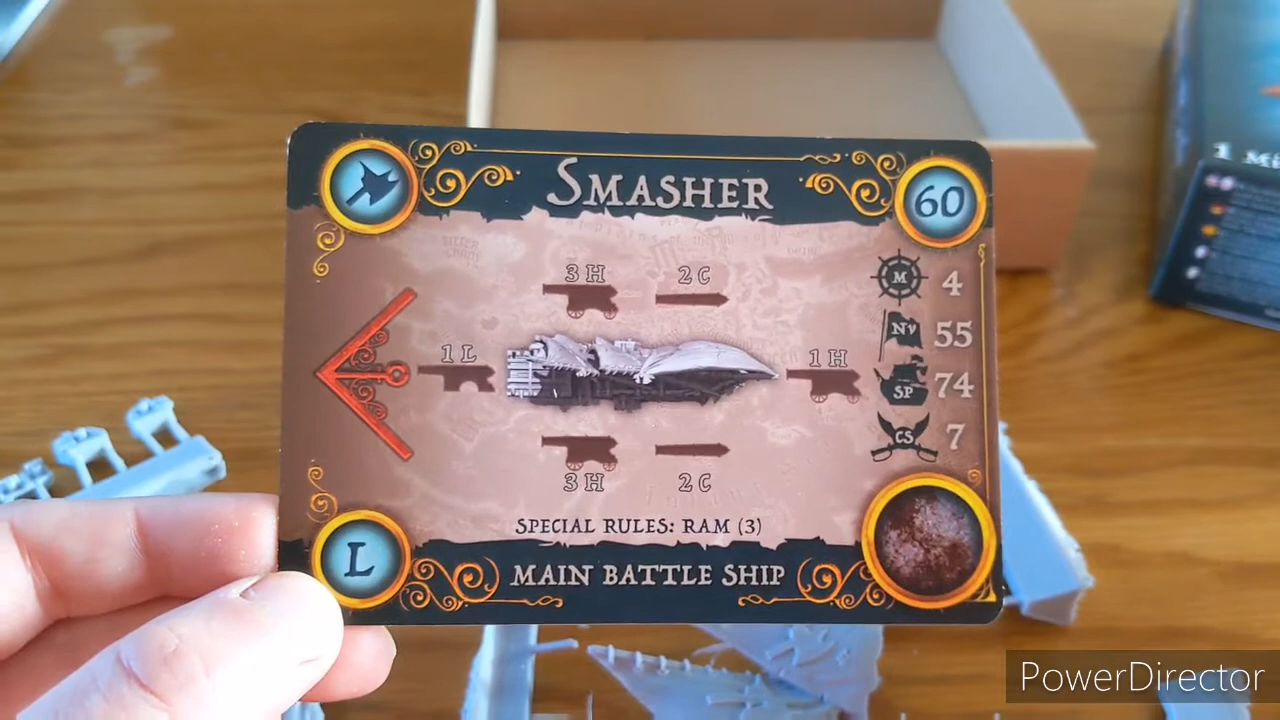 SMASHER
60
3 H
2 C
M
4
1 L
1 H
Nv
55
SP
74
CS
7
3 H
2 C
SPECIAL RULES: RAM (3)
L
MAIN BATTLE SHIP
PowerDirector